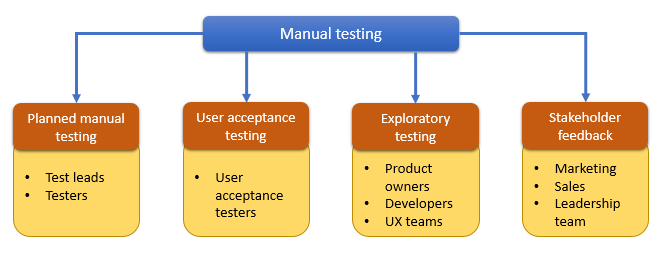 Manual testing
Planned manual
testing
• Test leads
• Testers
User acceptance
testing
• User
acceptance
testers
Exploratory
testing
• Product
owners
• Developers
• UX teams
Stakeholder
feedback
• Marketing
• Sales
• Leadership
team